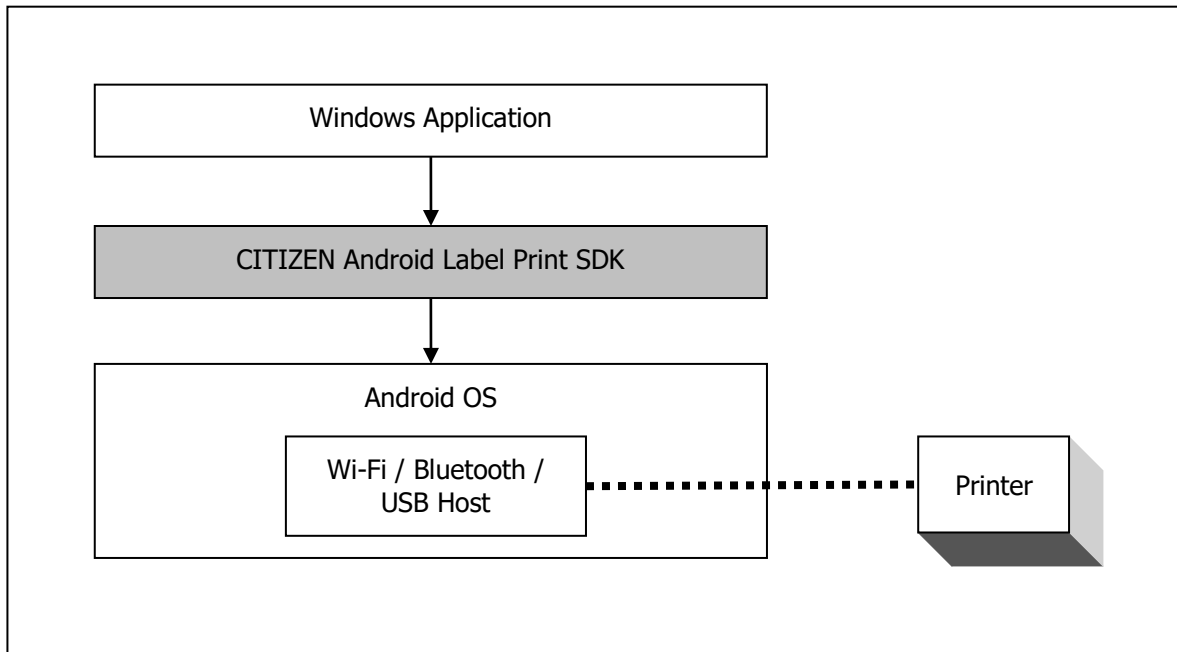 Windows Application
CITIZEN Android Label Print SDK
Android OS
Wi-Fi / Bluetooth /
USB Host
Printer